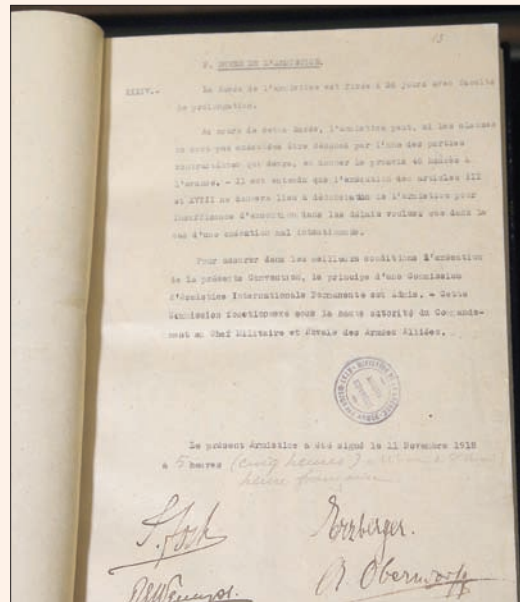 F. DUREE DE L'ARMISTICE.
XXXIV.- La durée de l'armistice est fixée à 36 jours avec faculté
de prolongation.
Au cours de cette durée, l'armistice peut, si les clauses
ne sont pas exécutées être dénoncé par l'une des parties
contractantes qui devra, en donner le préavis 48 heures à
l'avance. - Il est entendu que l'exécution des articles III
et XVIII ne donnera lieu à dénonciation de l'armistice pour
insuffisance d'exécution dans les délais voulus, que dans le
cas d'une exécution mal intentionnée.
Pour assurer dans les meilleures conditions l'exécution
de la présente Convention, le principe d'une Commission
d'Armistice Internationale Permanente est admis. - Cette
Commission fonctionnera sous la haute autorité du Commande-
ment en Chef Militaire et Navale des Armées Alliées.
Le présent Armistice a été signé le 11 Novembre 1918
à 5 heures (cinq heures)
heure française
F. Foch Erzberger.
R. E. Wemyss. A. Oberndorff